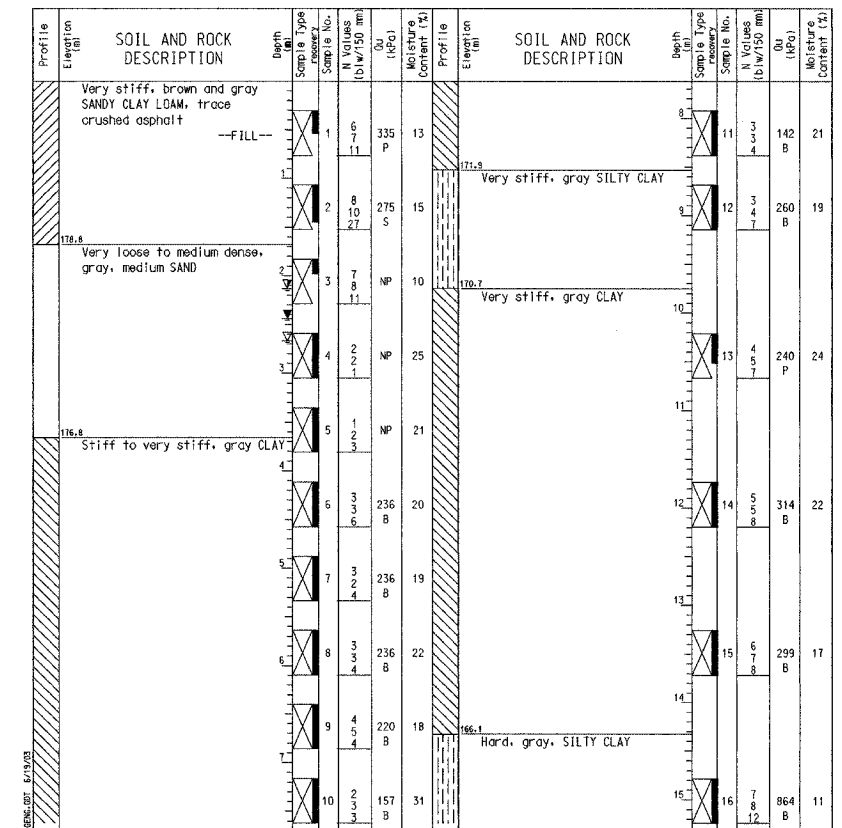 Profile
Elevation (m)
SOIL AND ROCK
DESCRIPTION
Depth (m)
Sample Type
recovery
Sample No.
N Values
(blw/150 mm)
Qu
(kPa)
Moisture
Content (%)
Very stiff, brown and gray
SANDY CLAY LOAM, trace
crushed asphalt
--FILL--
1
6
7
11
335
P
13
1
2
8
10
27
275
S
15
178.8
Very loose to medium dense,
gray, medium SAND
2
3
7
8
11
NP
10
4
2
2
1
NP
25
3
5
1
2
3
NP
21
176.8
Stiff to very stiff, gray CLAY
4
6
3
3
6
236
B
20
5
7
3
2
4
236
B
19
8
3
3
4
236
B
22
6
9
4
5
4
220
B
18
7
10
2
3
3
157
B
31
GENG.GDT 6/19/03
Profile
Elevation (m)
SOIL AND ROCK
DESCRIPTION
Depth (m)
Sample Type
recovery
Sample No.
N Values
(blw/150 mm)
Qu
(kPa)
Moisture
Content (%)
8
11
3
3
4
142
B
21
171.9
Very stiff, gray SILTY CLAY
9
12
3
4
7
260
B
19
170.7
Very stiff, gray CLAY
10
13
4
5
7
240
P
24
11
12
14
5
5
8
314
B
22
13
15
6
7
8
299
B
17
14
166.1
Hard, gray, SILTY CLAY
15
16
7
8
12
864
B
11